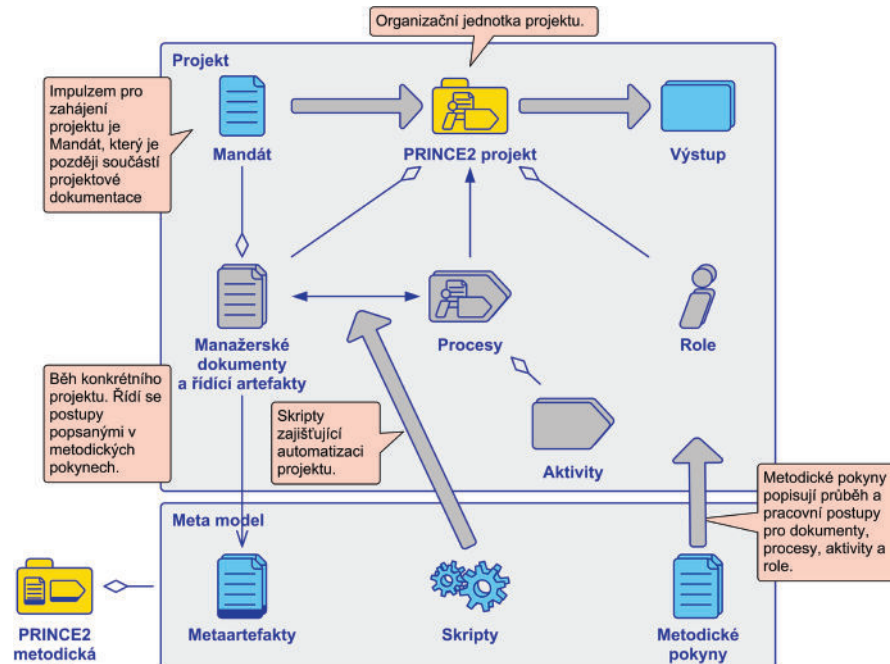 Organizační jednotka projektu.
Projekt
Impulzem pro
zahájení
projektu je
Mandát, který je
později součástí
projektové
dokumentace
Mandát
PRINCE2 projekt
Výstup
Manažerské
dokumenty
a řídící artefakty
Procesy
Role
Běh konkrétního
projektu. Řídí se
postupy
popsanými v
metodických
pokynech.
Skripty
zajišťující
automatizaci
projektu.
Aktivity
Metodické pokyny
popisují průběh a
pracovní postupy
pro dokumenty,
procesy, aktivity a
role.
Meta model
PRINCE2
metodická
Metaartefakty
Skripty
Metodické
pokyny